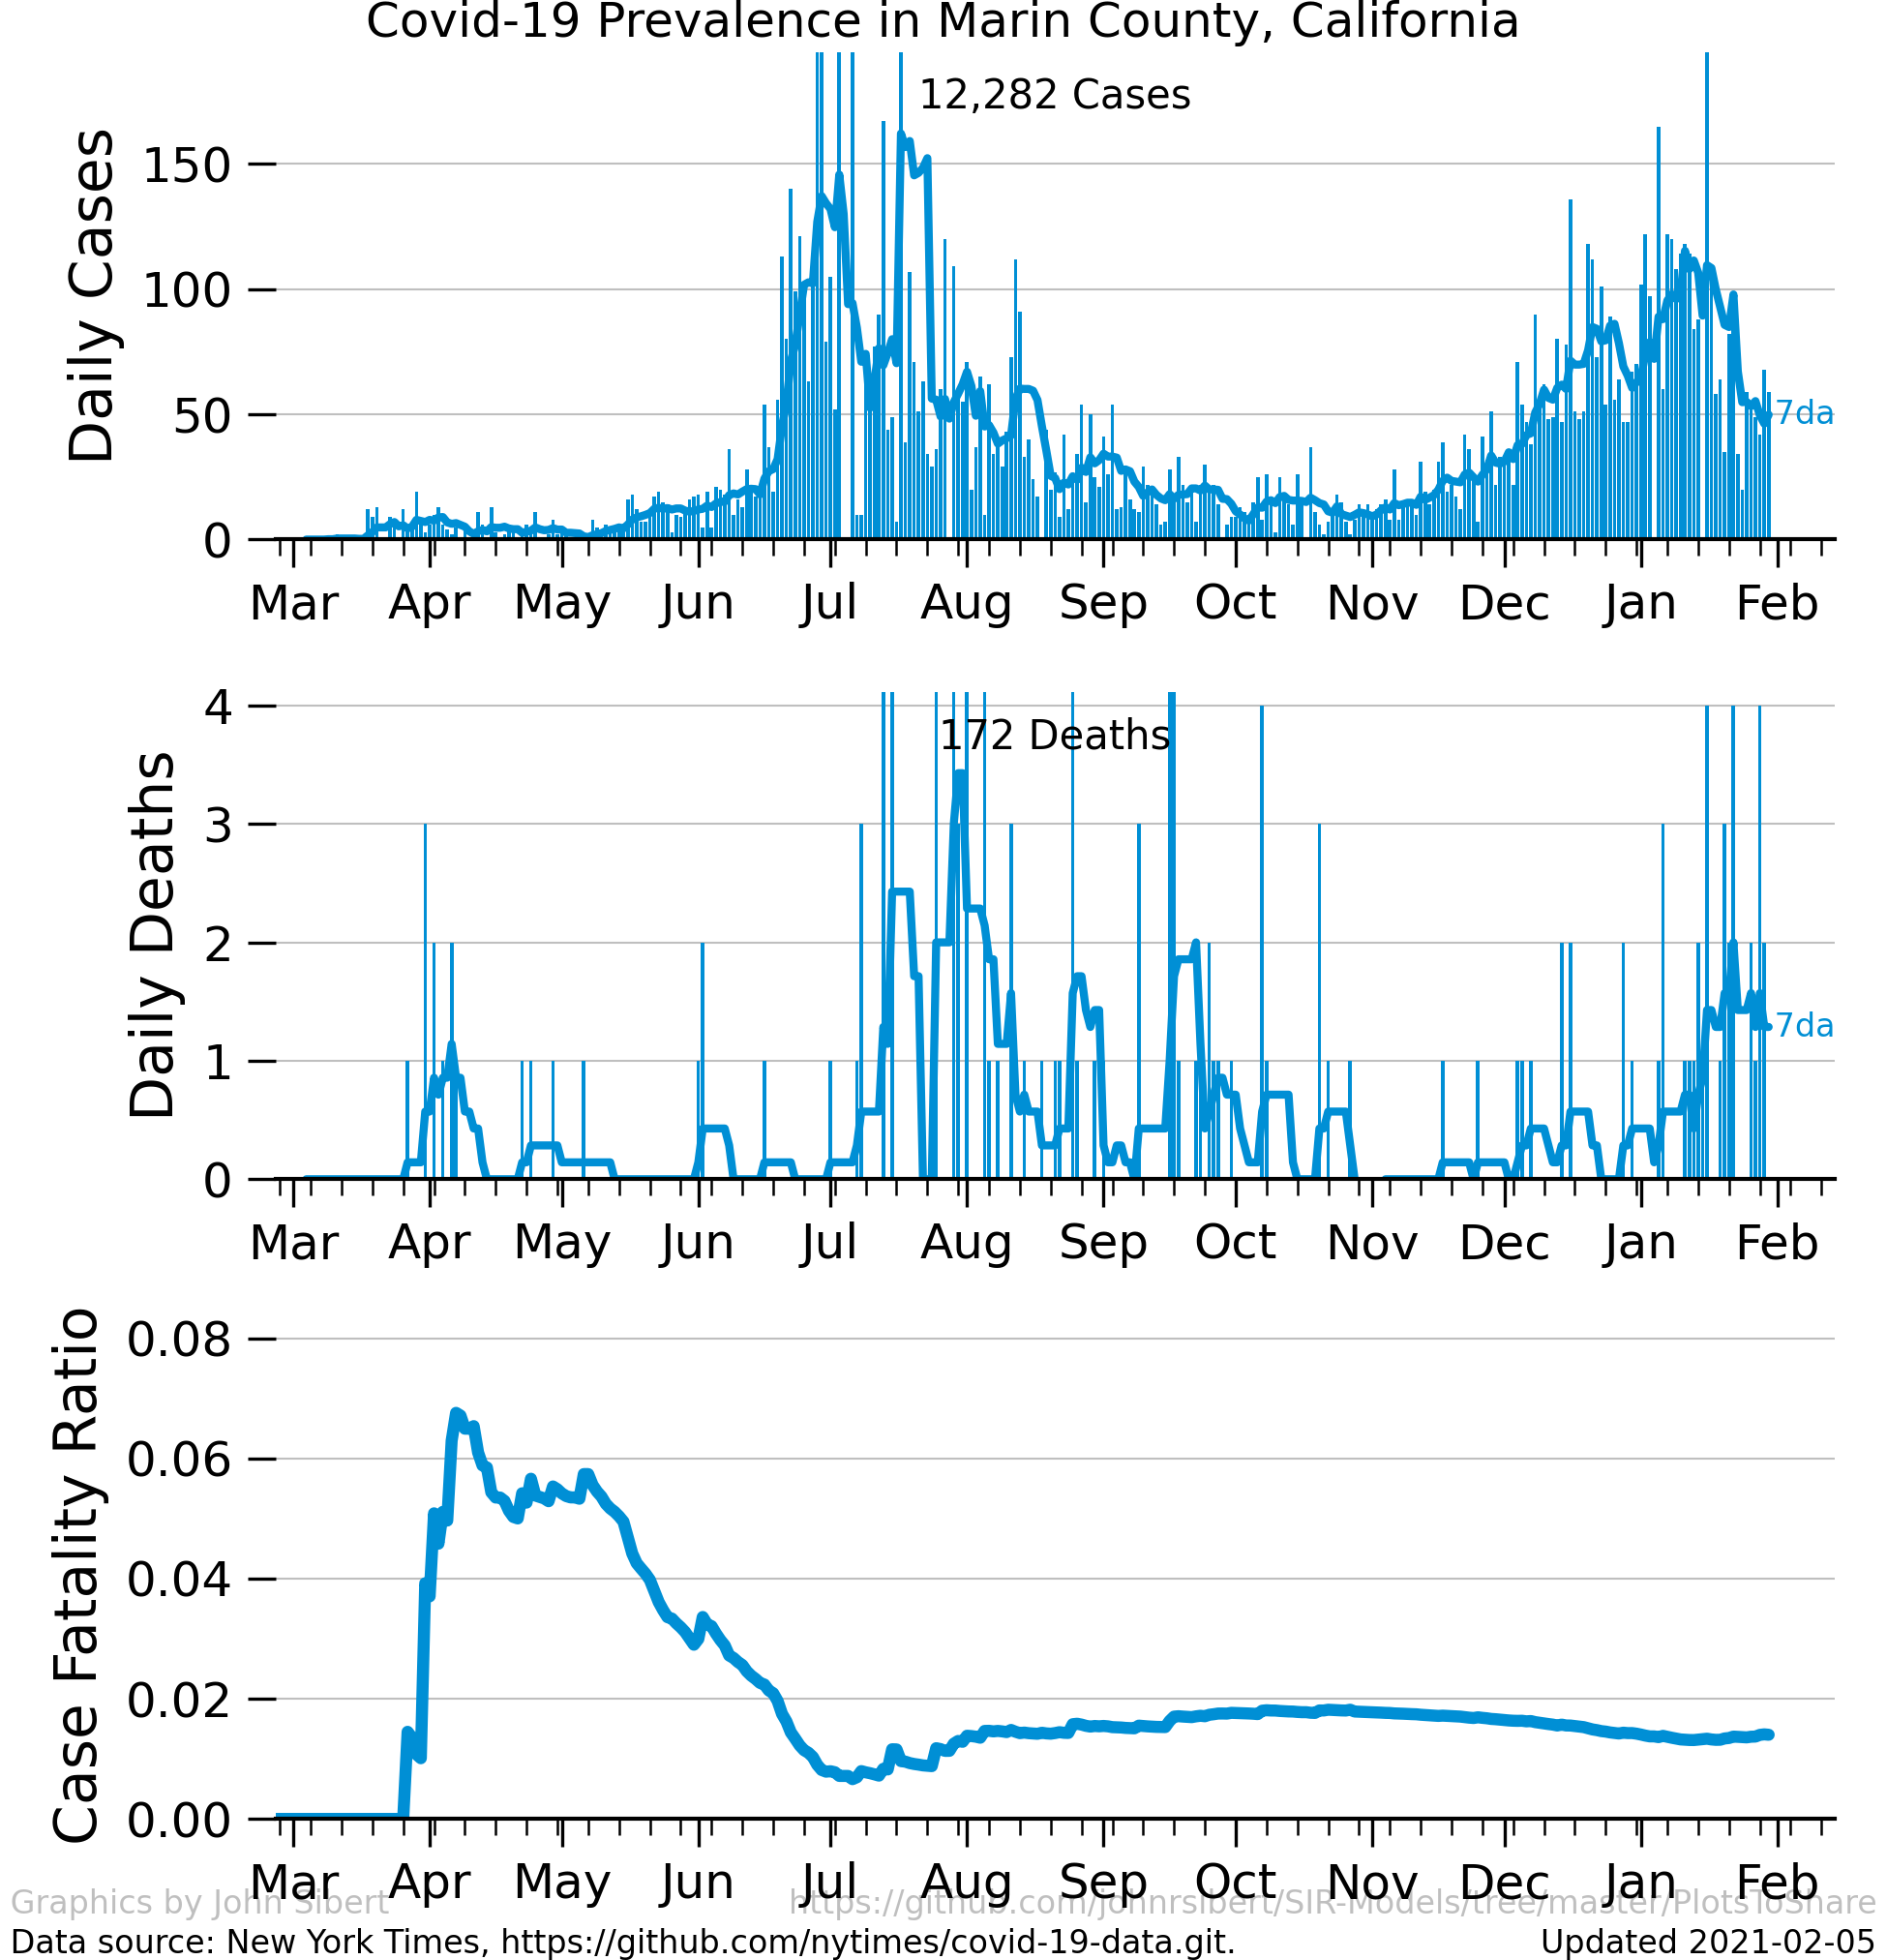 Covid-19 Prevalence in Marin County, California
12,282 Cases
Daily Cases
150
100
50
0
7da
Mar Apr May Jun Jul Aug Sep Oct Nov Dec Jan Feb
172 Deaths
Daily Deaths
4
3
2
1
0
7da
Mar Apr May Jun Jul Aug Sep Oct Nov Dec Jan Feb
Case Fatality Ratio
0.08
0.06
0.04
0.02
0.00
Mar Apr May Jun Jul Aug Sep Oct Nov Dec Jan Feb
Graphics by John Sibert https://github.com/johnrsibert/SIR-Models/tree/master/PlotsToShare
Data source: New York Times, https://github.com/nytimes/covid-19-data.git. Updated 2021-02-05